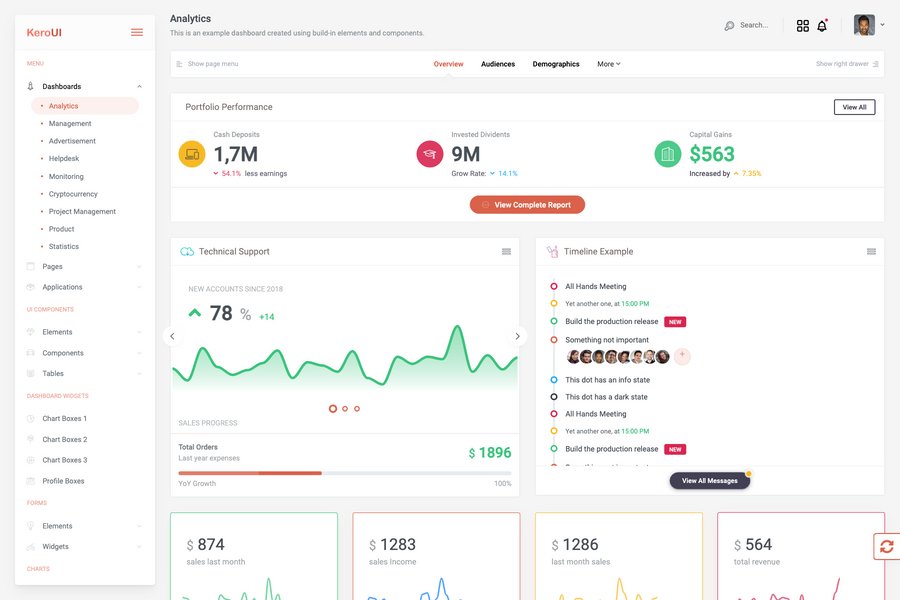 KeroUI
MENU
Dashboards
Analytics
Management
Advertisement
Helpdesk
Monitoring
Cryptocurrency
Project Management
Product
Statistics
Pages
Applications
UI COMPONENTS
Elements
Components
Tables
DASHBOARD WIDGETS
Chart Boxes 1
Chart Boxes 2
Chart Boxes 3
Profile Boxes
FORMS
Elements
Widgets
CHARTS
Analytics
This is an example dashboard created using build-in elements and components.
Search...
Show page menu
Overview
Audiences
Demographics
More
Show right drawer
Portfolio Performance
View All
Cash Deposits
1,7M
54.1% less earnings
Invested Dividents
9M
Grow Rate: 14.1%
Capital Gains
$563
Increased by 7.35%
View Complete Report
Technical Support
NEW ACCOUNTS SINCE 2018
78 % +14
SALES PROGRESS
Total Orders
Last year expenses
$ 1896
YoY Growth
100%
Timeline Example
All Hands Meeting
Yet another one, at 15:00 PM
Build the production release NEW
Something not important
+
This dot has an info state
This dot has a dark state
All Hands Meeting
Yet another one, at 15:00 PM
Build the production release NEW
View All Messages
$ 874
sales last month
$ 1283
sales Income
$ 1286
last month sales
$ 564
total revenue